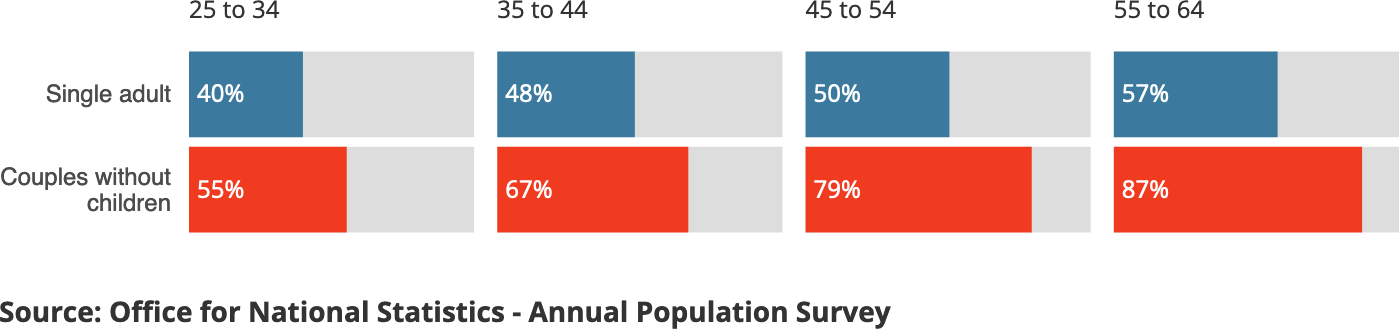 25 to 34 35 to 44 45 to 54 55 to 64
Single adult 40% 48% 50% 57%
Couples without
children 55% 67% 79% 87%
Source: Office for National Statistics - Annual Population Survey